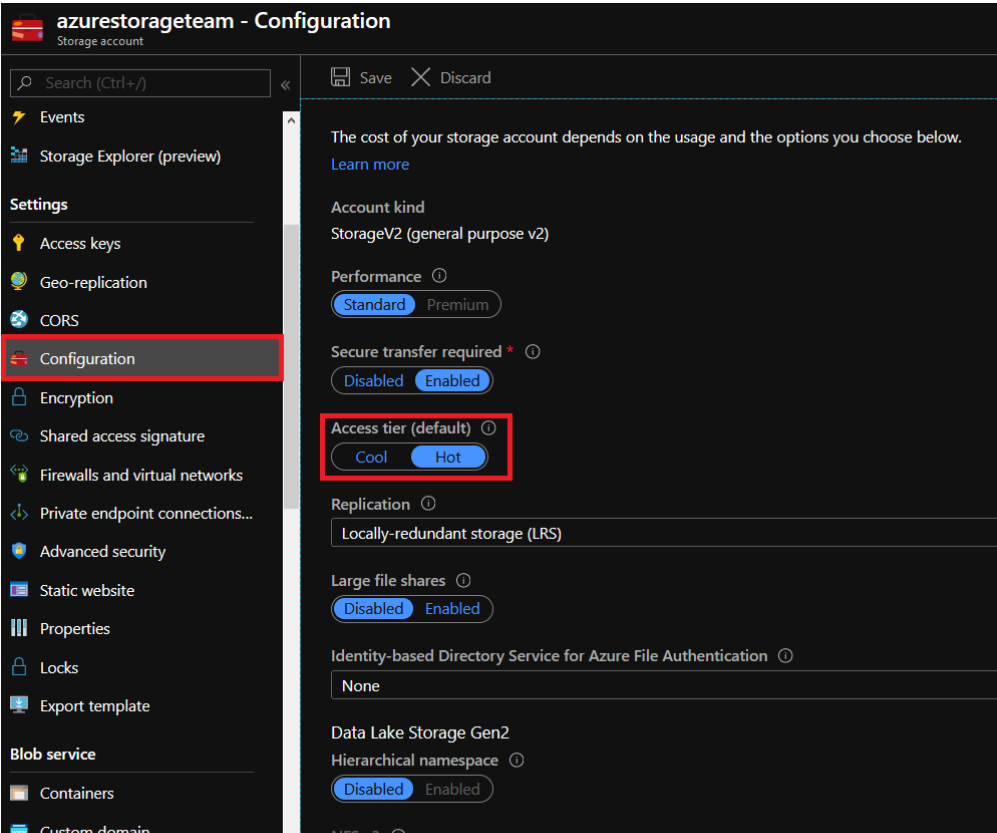 azurestorageteam - Configuration
Storage account
Search (Ctrl+/)
«
Events
Storage Explorer (preview)
Settings
Access keys
Geo-replication
CORS
Configuration
Encryption
Shared access signature
Firewalls and virtual networks
Private endpoint connections...
Advanced security
Static website
Properties
Locks
Export template
Blob service
Containers
Custom domain
Save Discard
The cost of your storage account depends on the usage and the options you choose below.
Learn more
Account kind
StorageV2 (general purpose v2)
Performance
Standard Premium
Secure transfer required *
Disabled Enabled
Access tier (default)
Cool Hot
Replication
Locally-redundant storage (LRS)
Large file shares
Disabled Enabled
Identity-based Directory Service for Azure File Authentication
None
Data Lake Storage Gen2
Hierarchical namespace
Disabled Enabled